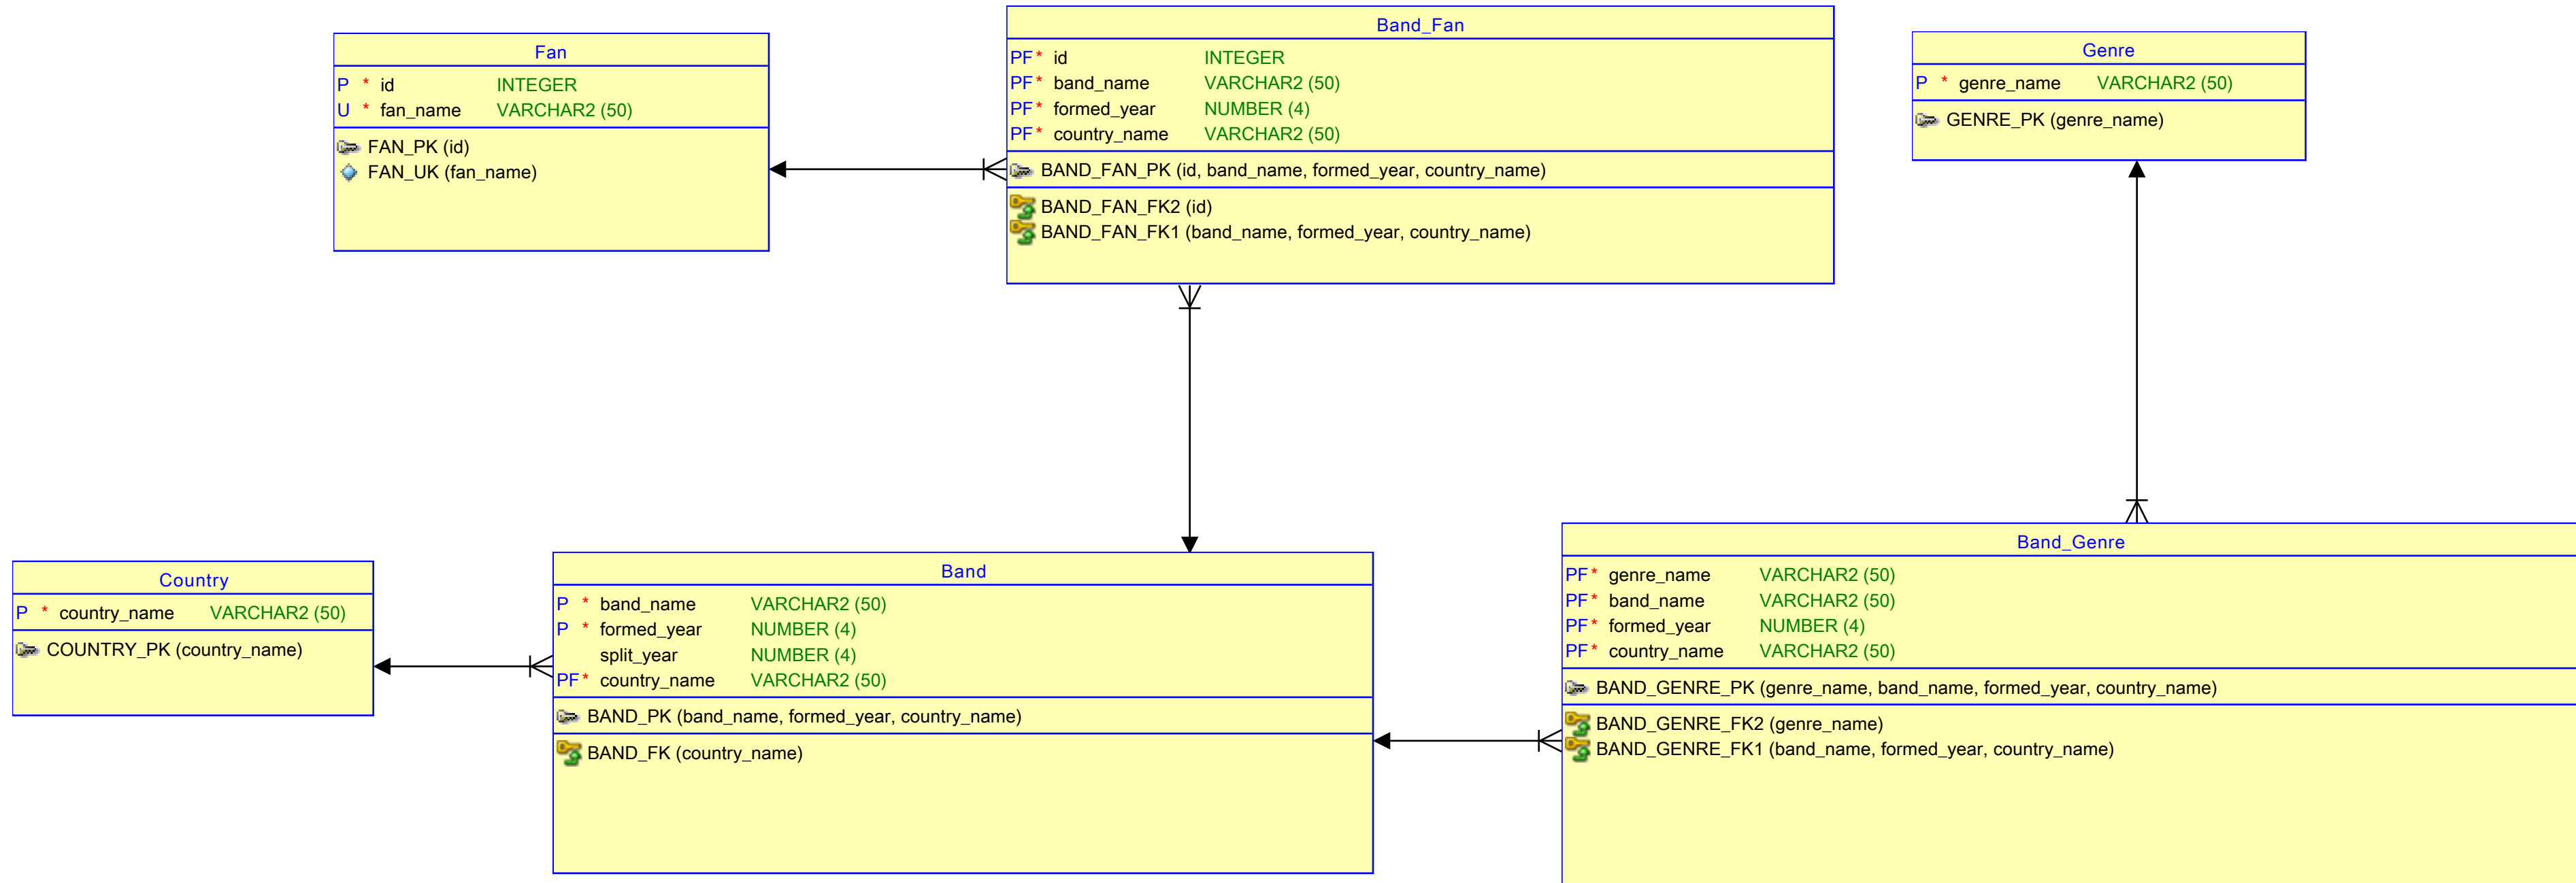 Fan
P * id INTEGER
U * fan_name VARCHAR2 (50)
FAN_PK (id)
FAN_UK (fan_name)
Band_Fan
PF* id INTEGER
PF* band_name VARCHAR2 (50)
PF* formed_year NUMBER (4)
PF* country_name VARCHAR2 (50)
BAND_FAN_PK (id, band_name, formed_year, country_name)
BAND_FAN_FK2 (id)
BAND_FAN_FK1 (band_name, formed_year, country_name)
Genre
P * genre_name VARCHAR2 (50)
GENRE_PK (genre_name)
Country
P * country_name VARCHAR2 (50)
COUNTRY_PK (country_name)
Band
P * band_name VARCHAR2 (50)
P * formed_year NUMBER (4)
split_year NUMBER (4)
PF* country_name VARCHAR2 (50)
BAND_PK (band_name, formed_year, country_name)
BAND_FK (country_name)
Band_Genre
PF* genre_name VARCHAR2 (50)
PF* band_name VARCHAR2 (50)
PF* formed_year NUMBER (4)
PF* country_name VARCHAR2 (50)
BAND_GENRE_PK (genre_name, band_name, formed_year, country_name)
BAND_GENRE_FK2 (genre_name)
BAND_GENRE_FK1 (band_name, formed_year, country_name)